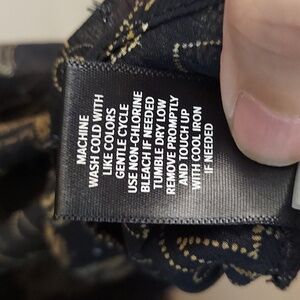 MACHINE
WASH COLD WITH
LIKE COLORS
GENTLE CYCLE
USE NON-CHLORINE
BLEACH IF NEEDED
TUMBLE DRY LOW
REMOVE PROMPTLY
AND TOUCH UP
WITH COOL IRON
IF NEEDED